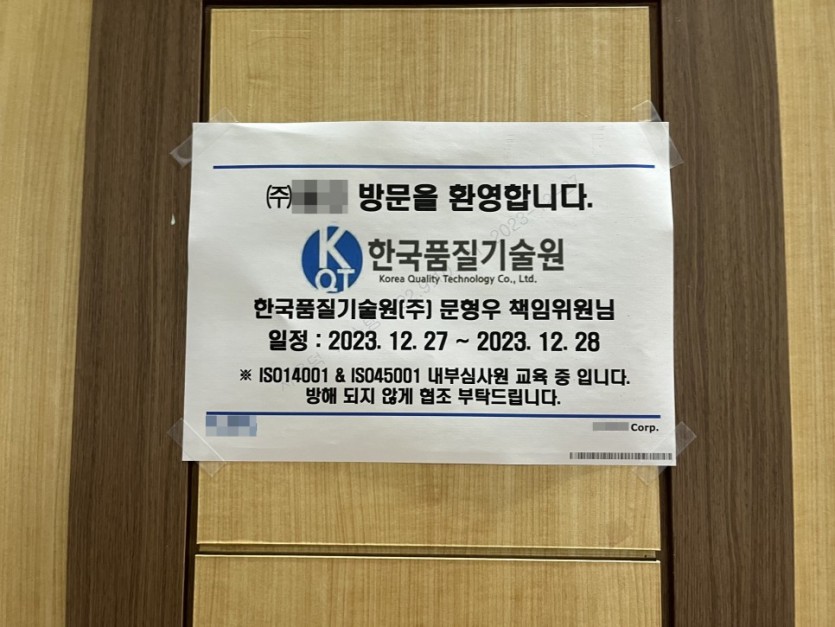 ㈜ 방문을 환영합니다.
KQT 한국품질기술원
Korea Quality Technology Co., Ltd.
한국품질기술원(주) 문형우 책임위원님
일정 : 2023. 12. 27 ~ 2023. 12. 28
※ ISO14001 & ISO45001 내부심사원 교육 중 입니다.
방해 되지 않게 협조 부탁드립니다.
Corp.